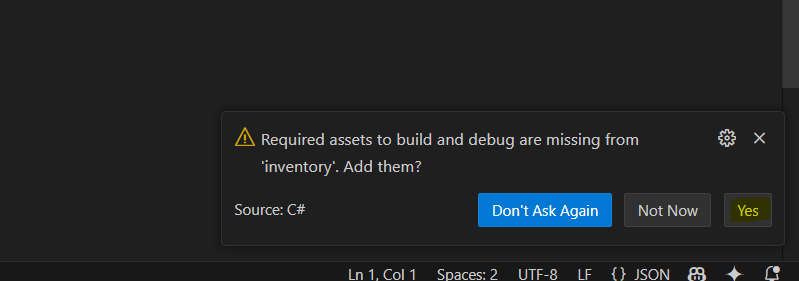 Required assets to build and debug are missing from
'inventory'. Add them?
Source: C#
Don't Ask Again
Not Now
Yes
Ln 1, Col 1
Spaces: 2
UTF-8
LF
{ } JSON